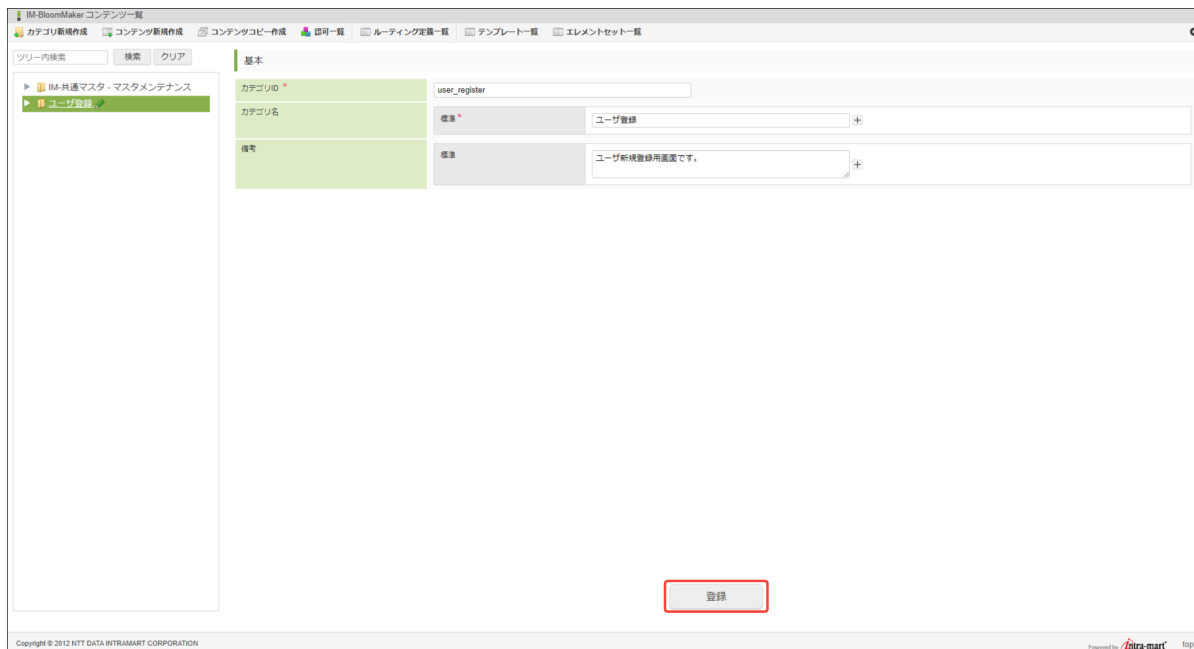 IM-BloomMaker コンテンツ一覧
カテゴリ新規作成 コンテンツ新規作成 コンテンツコピー作成 認可一覧 ルーティング定義一覧 テンプレート一覧 エレメントセット一覧
ツリー内検索 検索 クリア
基本
IM-共通マスタ - マスタメンテナンス
ユーザ登録
カテゴリID * user_register
カテゴリ名 標準 * ユーザ登録
備考 標準 ユーザ新規登録用画面です。
登録
Copyright © 2012 NTT DATA INTRAMART CORPORATION
Powered by intra-mart top